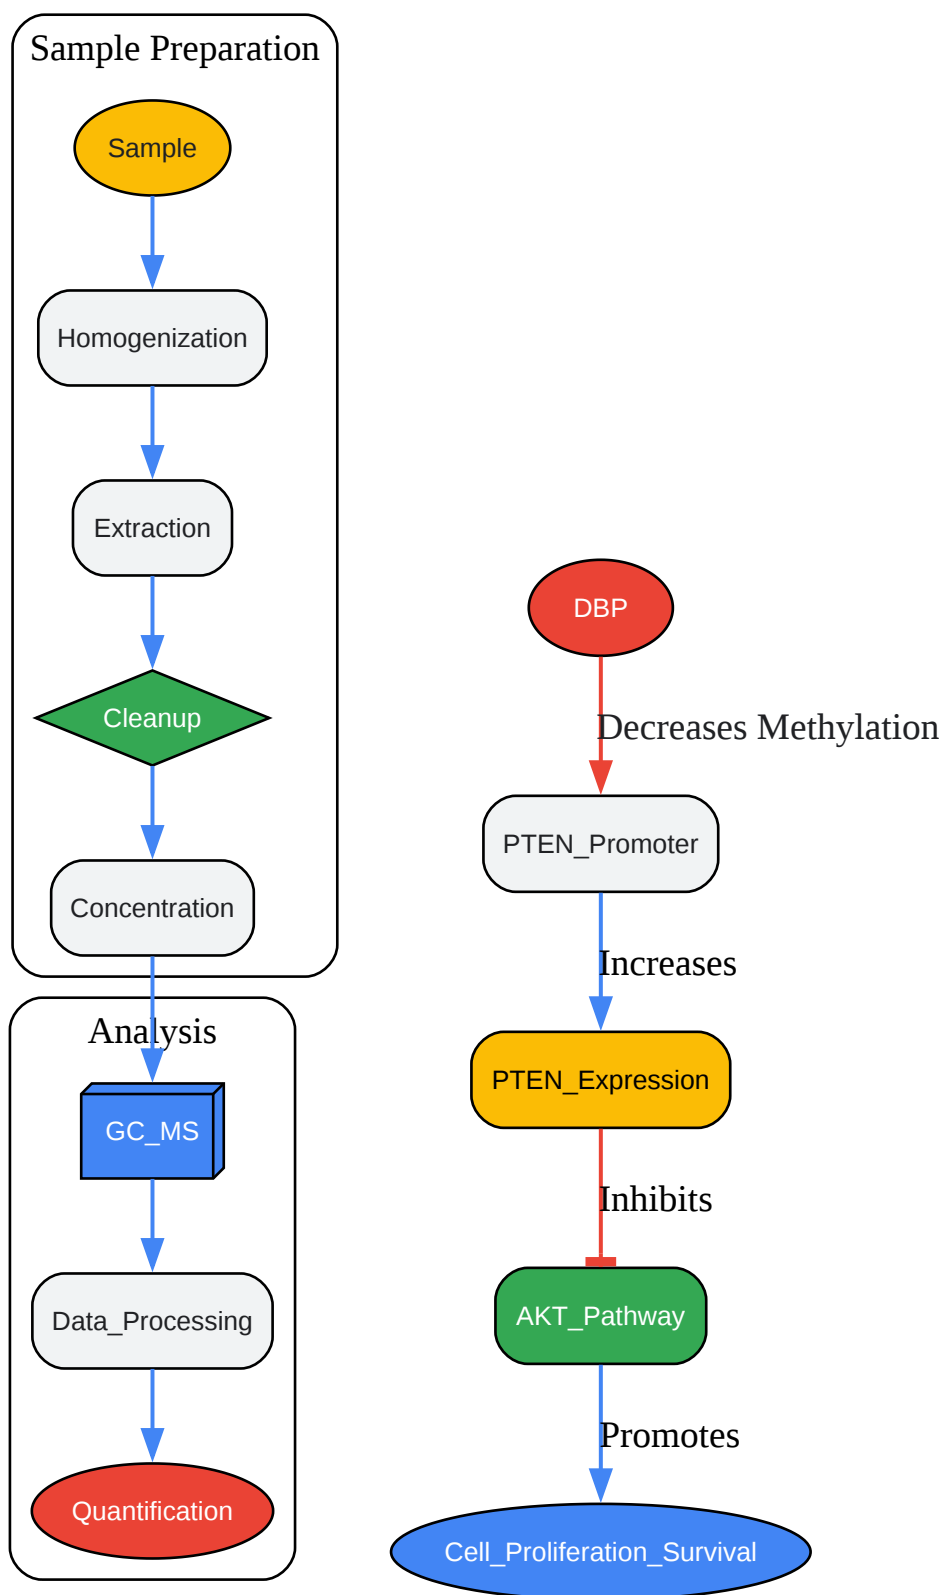 Sample Preparation
Sample
Homogenization
Extraction
Cleanup
Concentration
Analysis
GC_MS
Data_Processing
Quantification
DBP
Decreases Methylation
PTEN_Promoter
Increases
PTEN_Expression
Inhibits
AKT_Pathway
Promotes
Cell_Proliferation_Survival